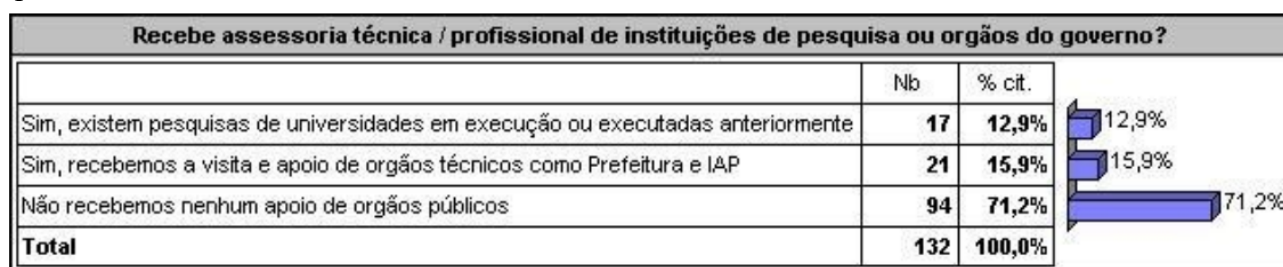 Recebe assessoria técnica / profissional de instituições de pesquisa ou orgãos do governo?
Nb % cit.
Sim, existem pesquisas de universidades em execução ou executadas anteriormente 17 12,9% 12,9%
Sim, recebemos a visita e apoio de orgãos técnicos como Prefeitura e IAP 21 15,9% 15,9%
Não recebemos nenhum apoio de orgãos públicos 94 71,2% 71,2%
Total 132 100,0%